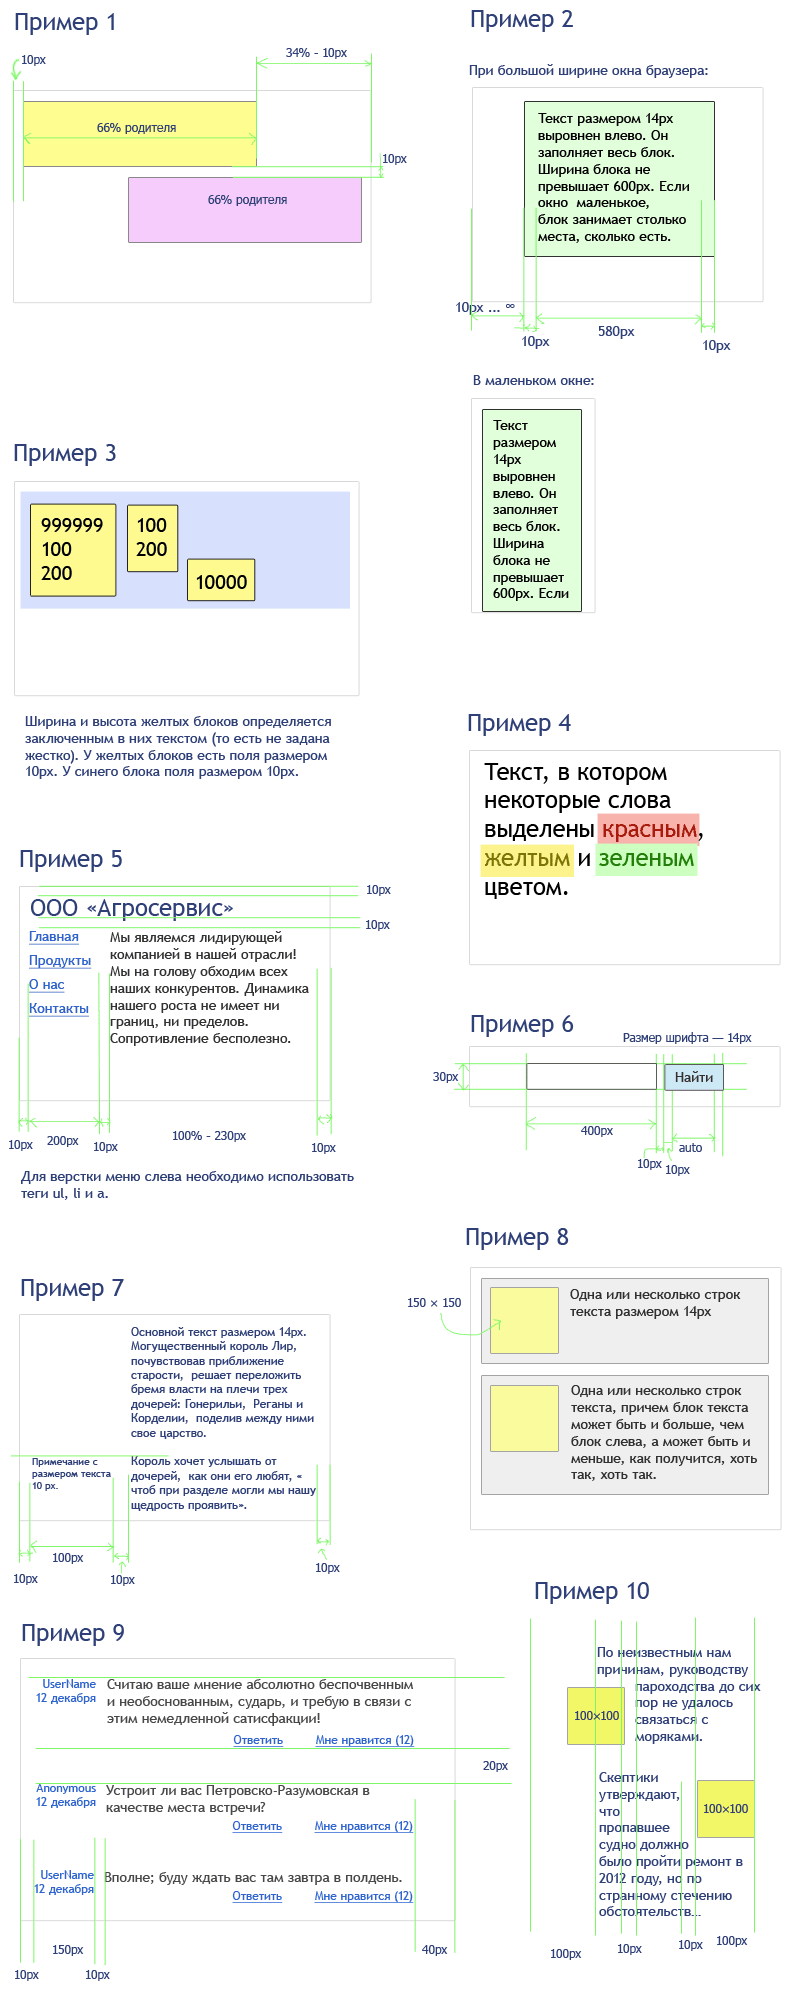 Пример 1
10px
34% - 10px
66% родителя
10px
66% родителя
Пример 2
При большой ширине окна браузера:
Текст размером 14px
выровнен влево. Он
заполняет весь блок.
Ширина блока не
превышает 600px. Если
окно маленькое,
блок занимает столько
места, сколько есть.
10px ... ∞
580px
10px
10px
В маленьком окне:
Текст
размером
14px
выровнен
влево. Он
заполняет
весь блок.
Ширина
блока не
превышает
600px. Если
Пример 3
999999
100
200
100
200
10000
Ширина и высота желтых блоков определяется
заключенным в них текстом (то есть не задана
жестко). У желтых блоков есть поля размером
10px. У синего блока поля размером 10px.
Пример 4
Текст, в котором
некоторые слова
выделены красным,
желтым и зеленым
цветом.
Пример 5
10px
ООО «Агросервис»
10px
Главная
Продукты
О нас
Контакты
Мы являемся лидирующей
компанией в нашей отрасли!
Мы на голову обходим всех
наших конкурентов. Динамика
нашего роста не имеет ни
границ, ни пределов.
Сопротивление бесполезно.
10px
200px
10px
100% - 230px
10px
Для верстки меню слева необходимо использовать
теги ul, li и a.
Пример 6
Размер шрифта — 14px
30px
Найти
400px
auto
10px
10px
Пример 7
Основной текст размером 14px.
Могущественный король Лир,
почувствовав приближение
старости, решает переложить
бремя власти на плечи трех
дочерей: Гонерильи, Реганы и
Корделии, поделив между ними
свое царство.
Примечание с
размером текста
10 px.
Король хочет услышать от
дочерей, как они его любят, «
чтоб при разделе могли мы нашу
щедрость проявить».
100px
10px
10px
10px
Пример 8
150 × 150
Одна или несколько строк
текста размером 14px
Одна или несколько строк
текста, причем блок текста
может быть и больше, чем
блок слева, а может быть и
меньше, как получится, хоть
так, хоть так.
Пример 9
UserName
12 декабря
Считаю ваше мнение абсолютно беспочвенным
и необоснованным, сударь, и требую в связи с
этим немедленной сатисфакции!
Ответить
Мне нравится (12)
20px
Anonymous
12 декабря
Устроит ли вас Петровско-Разумовская в
качестве места встречи?
Ответить
Мне нравится (12)
UserName
12 декабря
Вполне; буду ждать вас там завтра в полдень.
Ответить
Мне нравится (12)
150px
40px
10px
10px
Пример 10
По неизвестным нам
причинам, руководству
пароходства до сих
пор не удалось
связаться с
моряками.
100×100
Скептики
утверждают,
что
пропавшее
судно должно
было пройти ремонт в
2012 году, но по
странному стечению
обстоятельств...
100×100
100px
10px
10px
100px